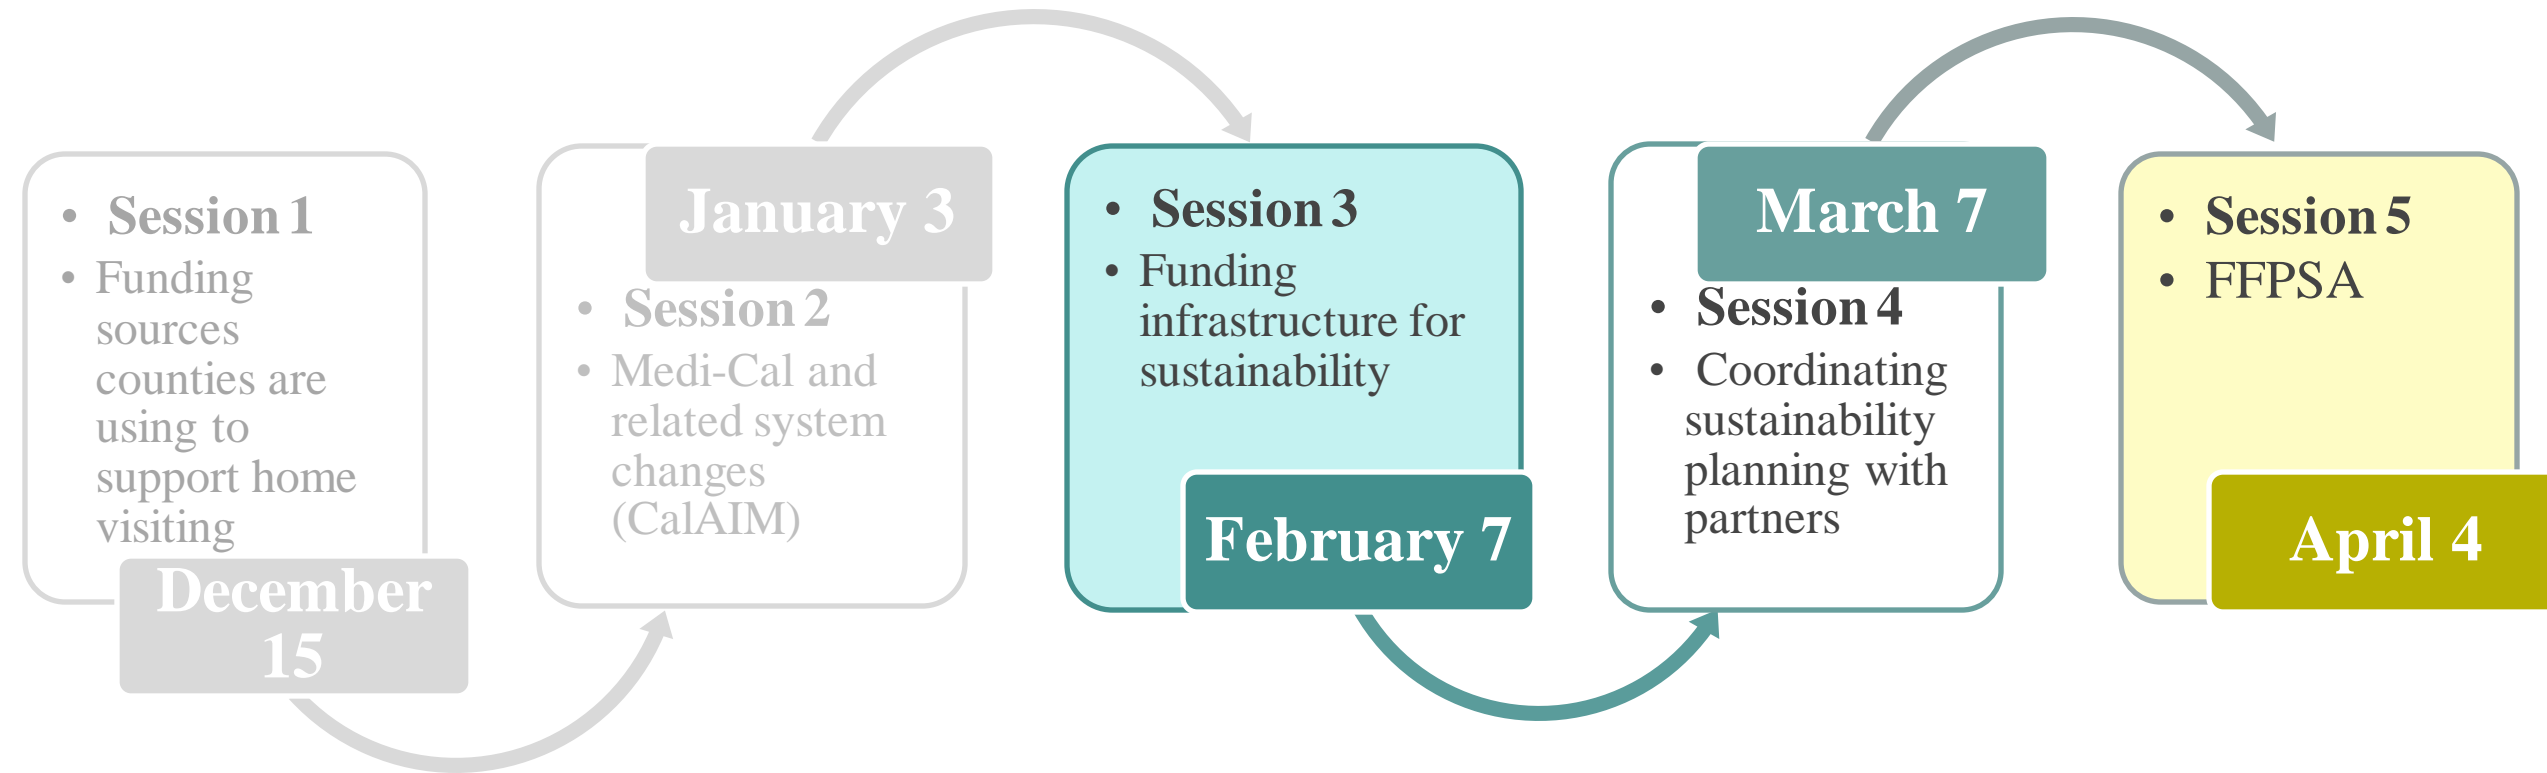 • Session 1
• Funding
sources
counties are
using to
support home
visiting
December
15
January 3
• Session 2
• Medi-Cal and
related system
changes
(CalAIM)
• Session 3
• Funding
infrastructure for
sustainability
February 7
March 7
• Session 4
• Coordinating
sustainability
planning with
partners
• Session 5
• FFPSA
April 4